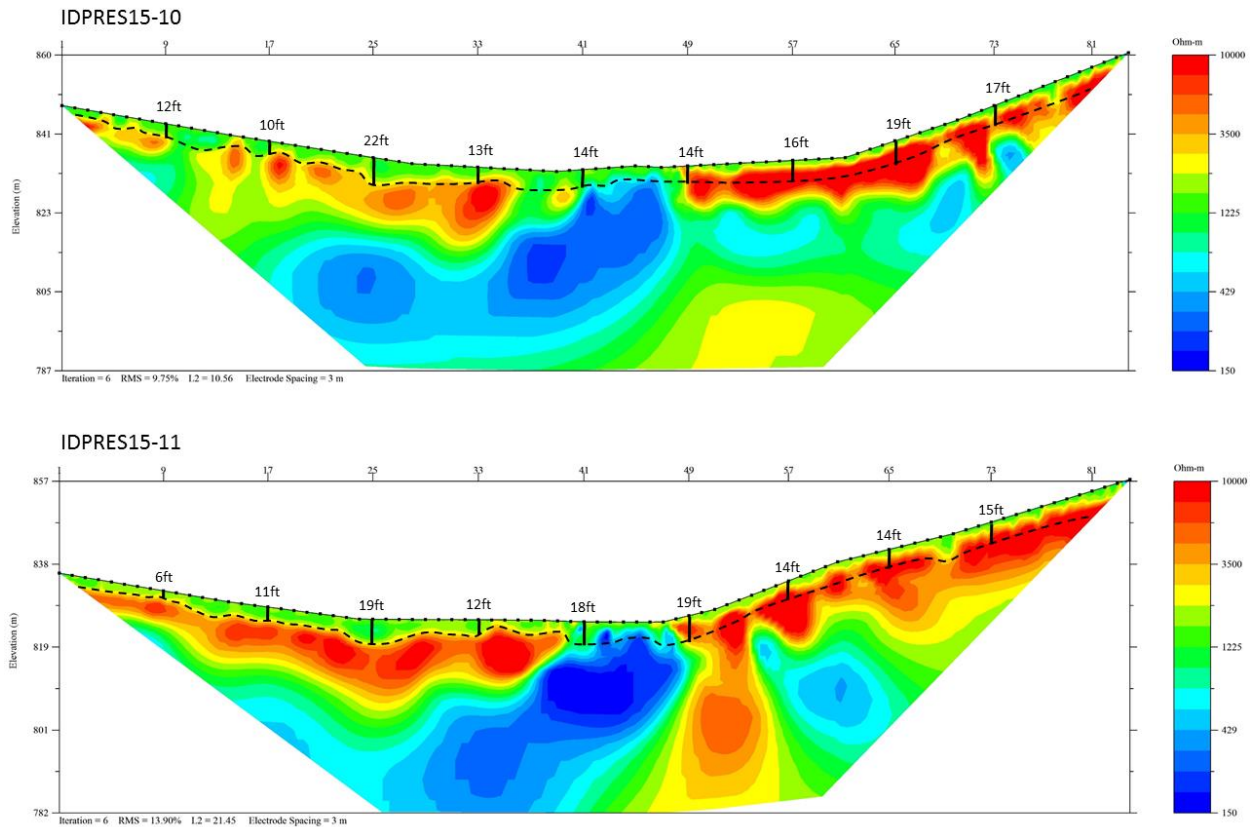 IDPRES15-10
1 9 17 25 33 41 49 57 65 73 81
Ohm-m
860
841
823
805
787
Elevation (m)
12ft 10ft 22ft 13ft 14ft 14ft 16ft 19ft 17ft
10000
3500
1225
429
150
Iteration = 6 RMS = 9.75% L2 = 10.56 Electrode Spacing = 3 m
IDPRES15-11
1 9 17 25 33 41 49 57 65 73 81
Ohm-m
857
838
819
801
782
Elevation (m)
6ft 11ft 19ft 12ft 18ft 19ft 14ft 14ft 15ft
10000
3500
1225
429
150
Iteration = 6 RMS = 13.90% L2 = 21.45 Electrode Spacing = 3 m